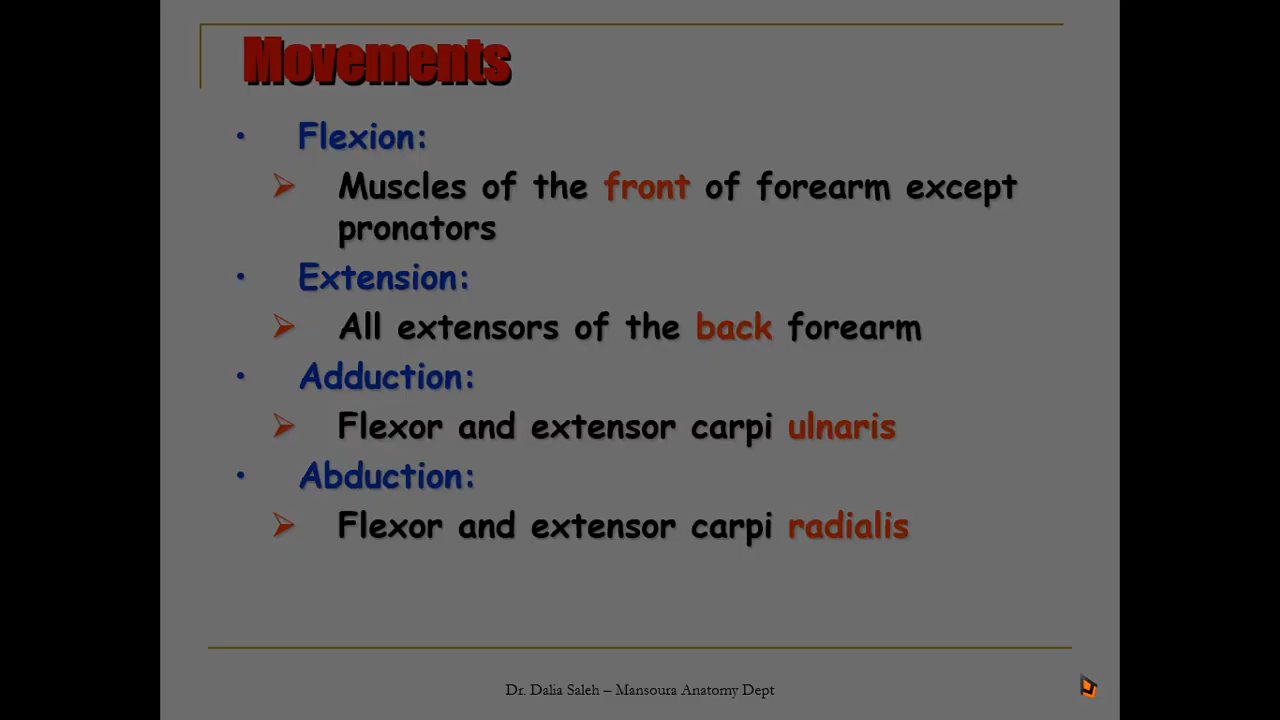 Movements
• Flexion:
➢ Muscles of the front of forearm except
pronators
• Extension:
➢ All extensors of the back forearm
• Adduction:
➢ Flexor and extensor carpi ulnaris
• Abduction:
➢ Flexor and extensor carpi radialis
Dr. Dalia Saleh – Mansoura Anatomy Dept